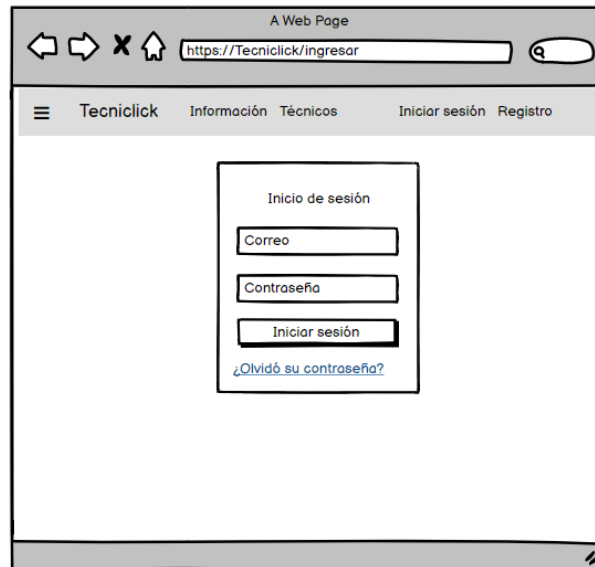 A Web Page
https://Tecniclick/ingresar
Tecniclick Información Técnicos Iniciar sesión Registro
Inicio de sesión
Correo
Contraseña
Iniciar sesión
¿Olvidó su contraseña?